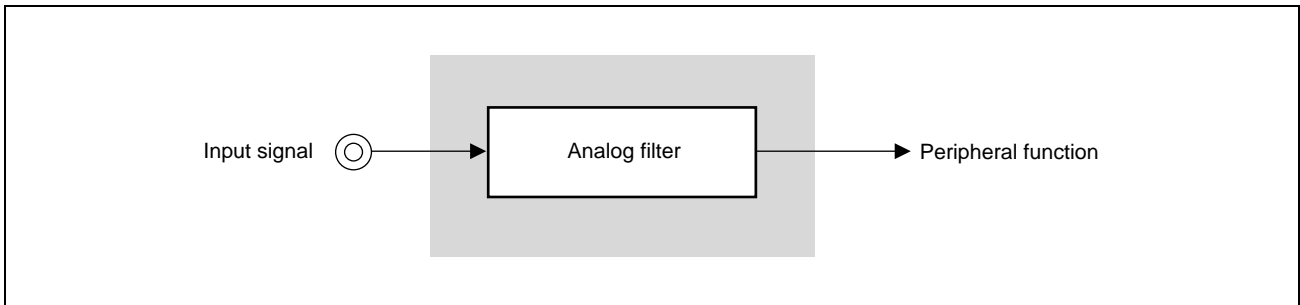 Input signal
Analog filter
Peripheral function